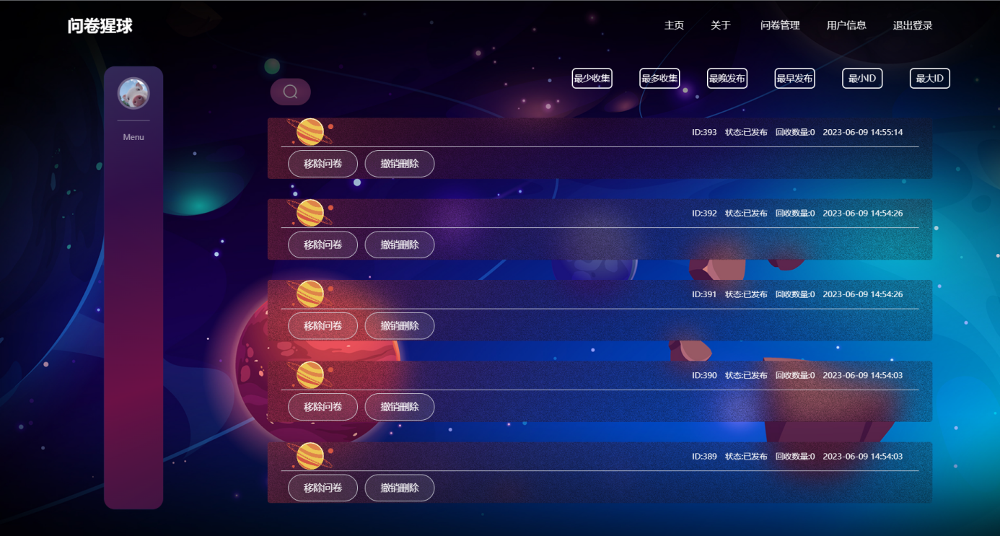 问卷猩球 主页 关于 问卷管理 用户信息 退出登录
最少收集 最多收集 最晚发布 最早发布 最小ID 最大ID
Menu
ID:393 状态:已发布 回收数量:0 2023-06-09 14:55:14
移除问卷 撤销删除
ID:392 状态:已发布 回收数量:0 2023-06-09 14:54:26
移除问卷 撤销删除
ID:391 状态:已发布 回收数量:0 2023-06-09 14:54:26
移除问卷 撤销删除
ID:390 状态:已发布 回收数量:0 2023-06-09 14:54:03
移除问卷 撤销删除
ID:389 状态:已发布 回收数量:0 2023-06-09 14:54:03
移除问卷 撤销删除